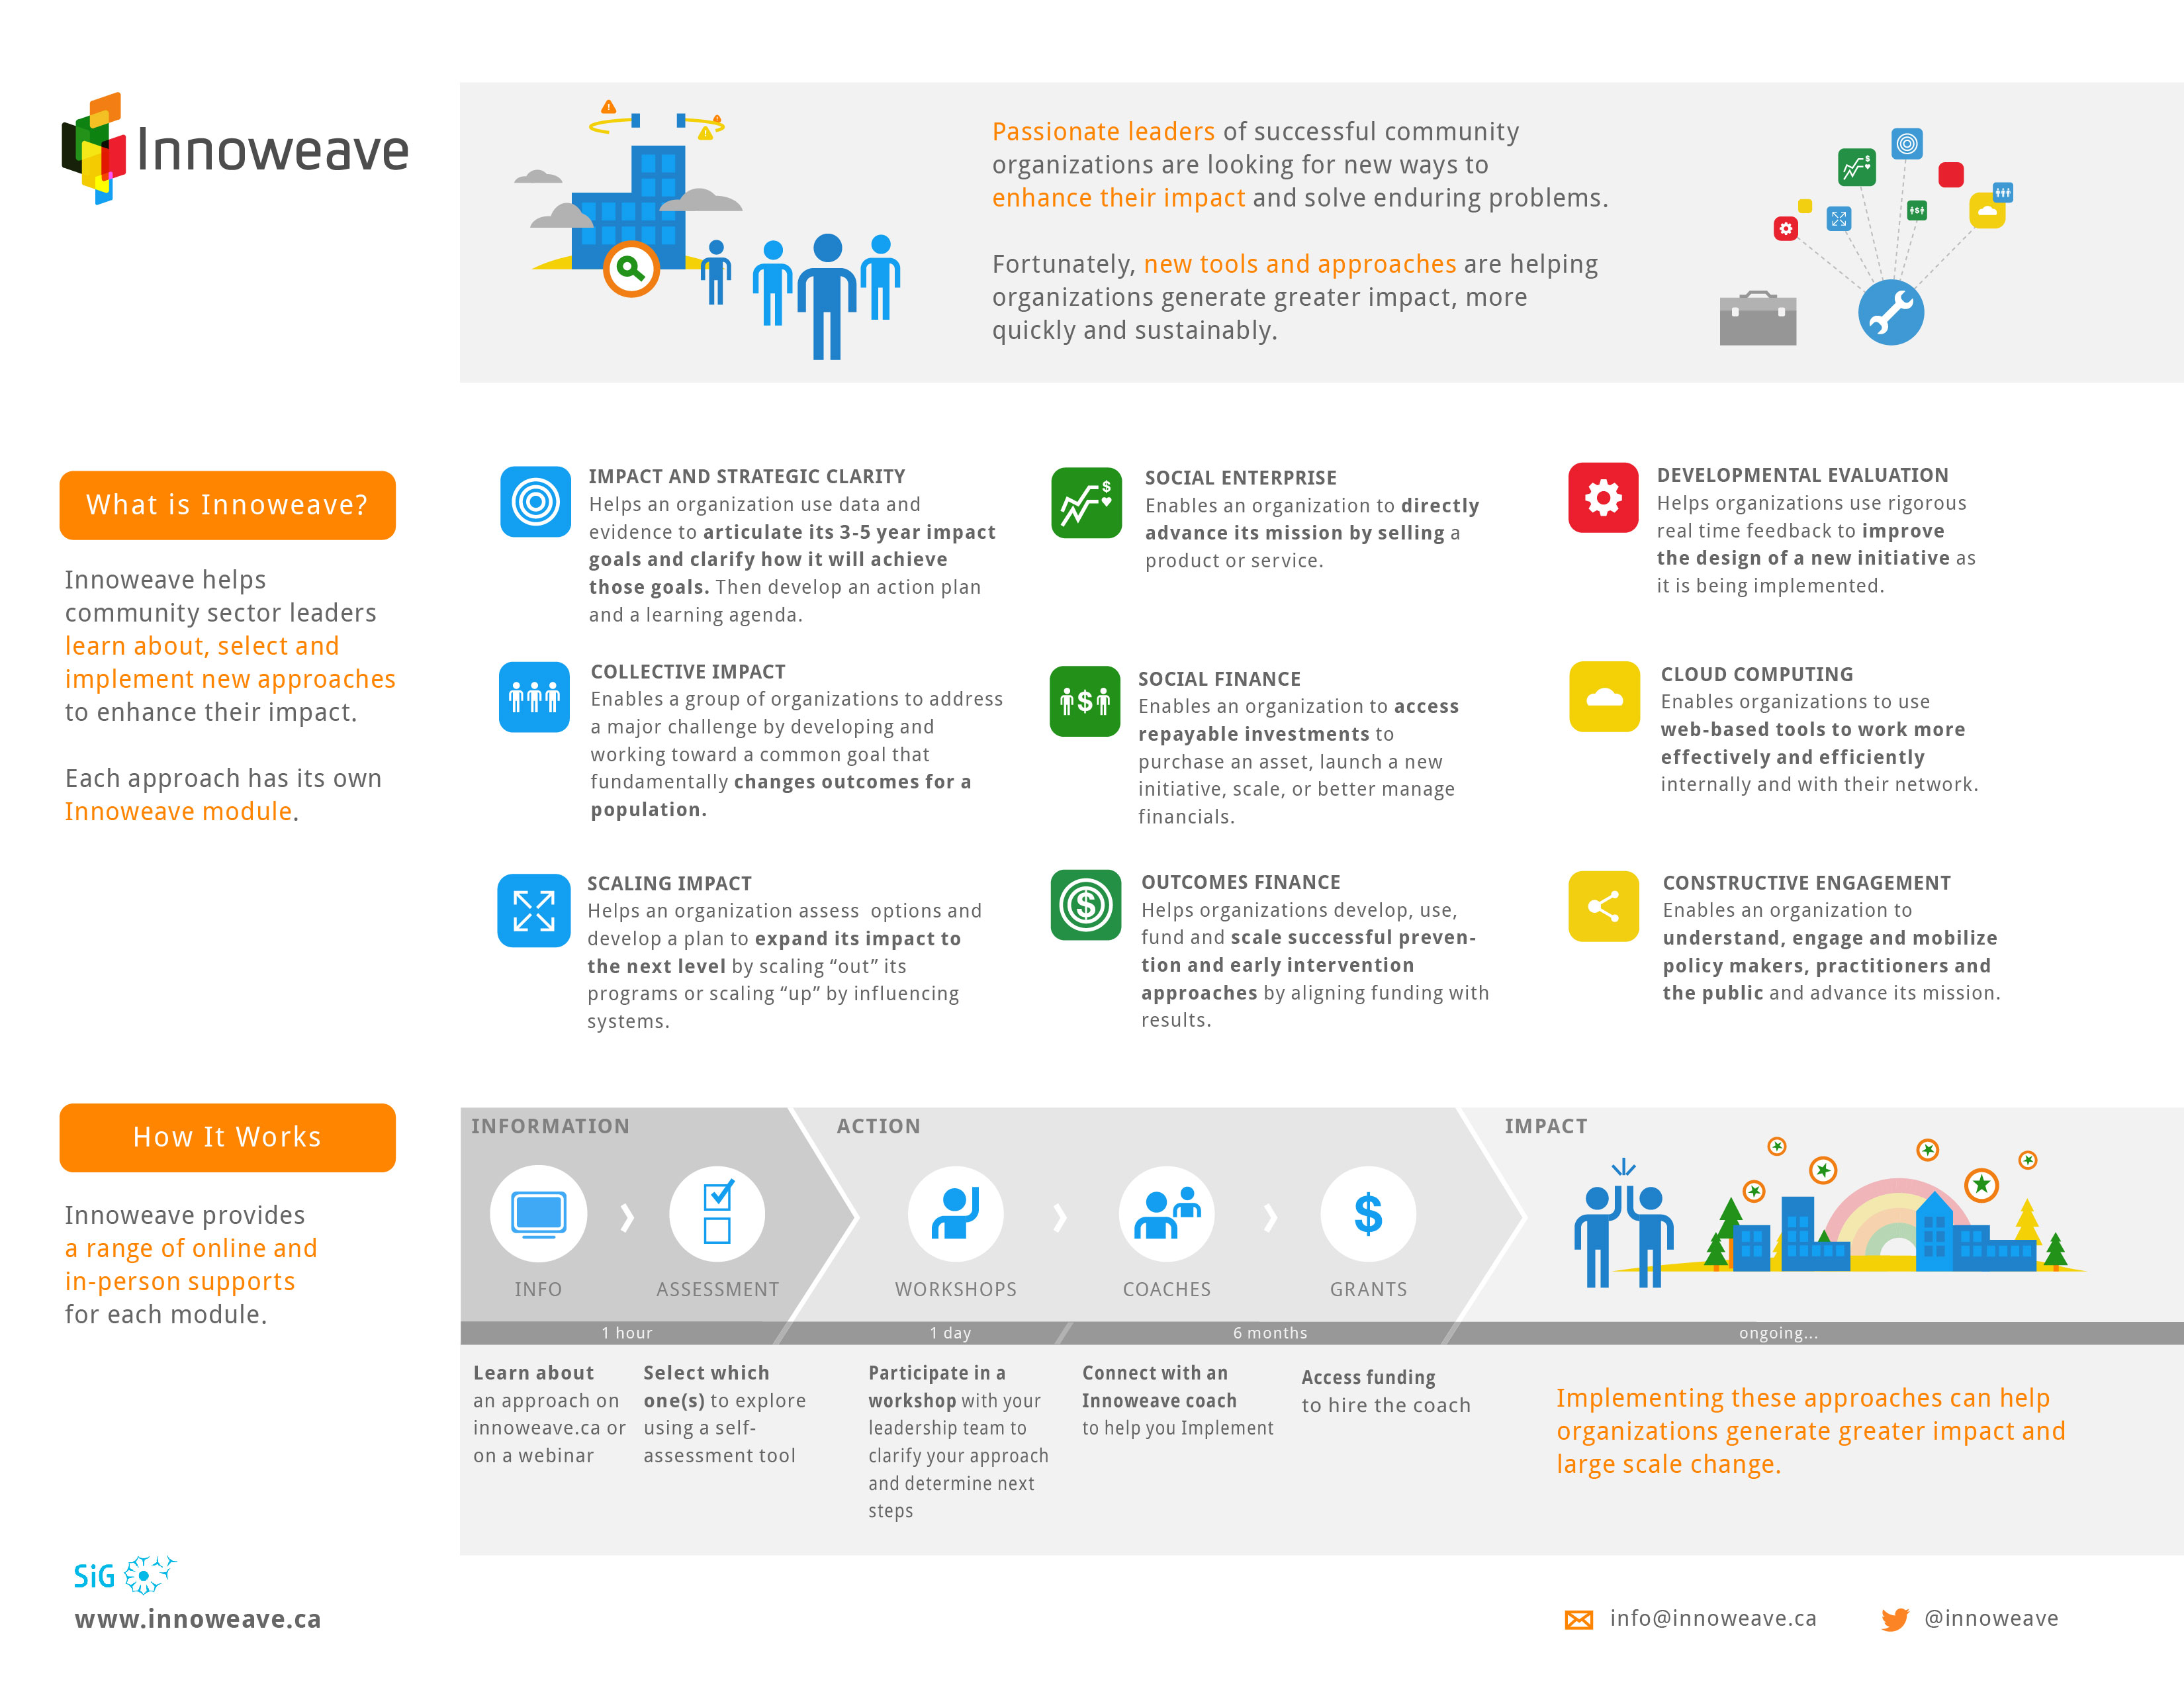 Innoweave
Passionate leaders of successful community
organizations are looking for new ways to
enhance their impact and solve enduring problems.
Fortunately, new tools and approaches are helping
organizations generate greater impact, more
quickly and sustainably.
What is Innoweave?
Innoweave helps
community sector leaders
learn about, select and
implement new approaches
to enhance their impact.
Each approach has its own
Innoweave module.
IMPACT AND STRATEGIC CLARITY
Helps an organization use data and
evidence to articulate its 3-5 year impact
goals and clarify how it will achieve
those goals. Then develop an action plan
and a learning agenda.
SOCIAL ENTERPRISE
Enables an organization to directly
advance its mission by selling a
product or service.
DEVELOPMENTAL EVALUATION
Helps organizations use rigorous
real time feedback to improve
the design of a new initiative as
it is being implemented.
COLLECTIVE IMPACT
Enables a group of organizations to address
a major challenge by developing and
working toward a common goal that
fundamentally changes outcomes for a
population.
SOCIAL FINANCE
Enables an organization to access
repayable investments to
purchase an asset, launch a new
initiative, scale, or better manage
financials.
CLOUD COMPUTING
Enables organizations to use
web-based tools to work more
effectively and efficiently
internally and with their network.
SCALING IMPACT
Helps an organization assess options and
develop a plan to expand its impact to
the next level by scaling “out” its
programs or scaling “up” by influencing
systems.
OUTCOMES FINANCE
Helps organizations develop, use,
fund and scale successful preven-
tion and early intervention
approaches by aligning funding with
results.
CONSTRUCTIVE ENGAGEMENT
Enables an organization to
understand, engage and mobilize
policy makers, practitioners and
the public and advance its mission.
How It Works
Innoweave provides
a range of online and
in-person supports
for each module.
INFORMATION
ACTION
IMPACT
INFO
ASSESSMENT
WORKSHOPS
COACHES
GRANTS
1 hour
1 day
6 months
ongoing...
Learn about
an approach on
innoweave.ca or
on a webinar
Select which
one(s) to explore
using a self-
assessment tool
Participate in a
workshop with your
leadership team to
clarify your approach
and determine next
steps
Connect with an
Innoweave coach
to help you Implement
Access funding
to hire the coach
Implementing these approaches can help
organizations generate greater impact and
large scale change.
SiG
www.innoweave.ca
info@innoweave.ca
@innoweave